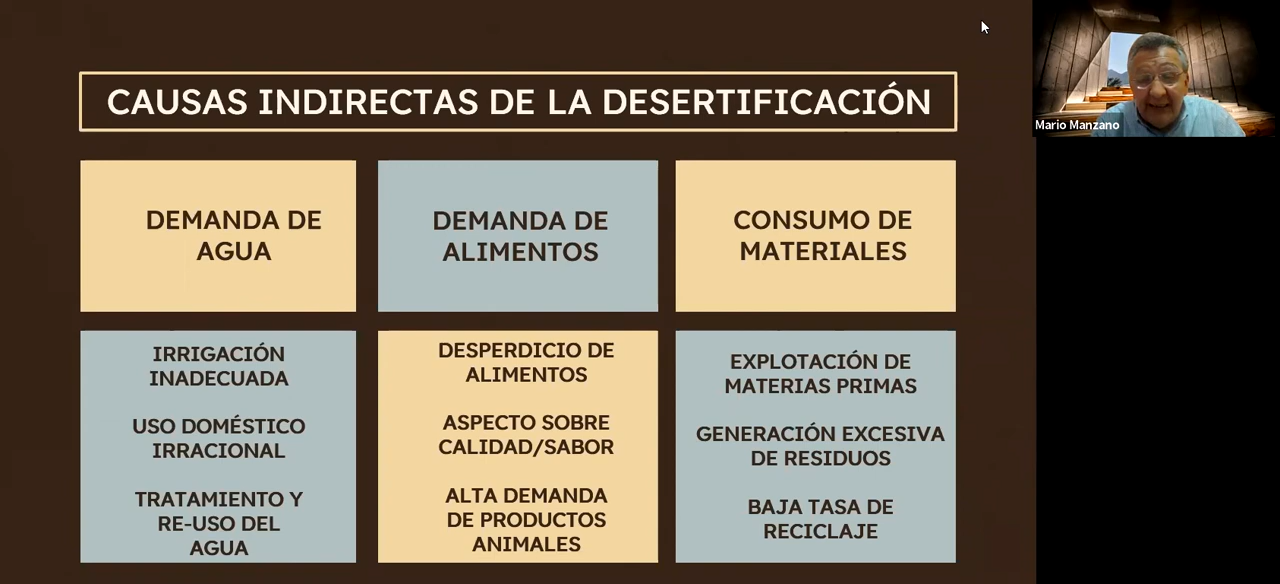 CAUSAS INDIRECTAS DE LA DESERTIFICACIÓN
Mario Manzano
DEMANDA DE
AGUA
DEMANDA DE
ALIMENTOS
CONSUMO DE
MATERIALES
IRRIGACIÓN
INADECUADA
USO DOMÉSTICO
IRRACIONAL
TRATAMIENTO Y
RE-USO DEL
AGUA
DESPERDICIO DE
ALIMENTOS
ASPECTO SOBRE
CALIDAD/SABOR
ALTA DEMANDA
DE PRODUCTOS
ANIMALES
EXPLOTACIÓN DE
MATERIAS PRIMAS
GENERACIÓN EXCESIVA
DE RESIDUOS
BAJA TASA DE
RECICLAJE